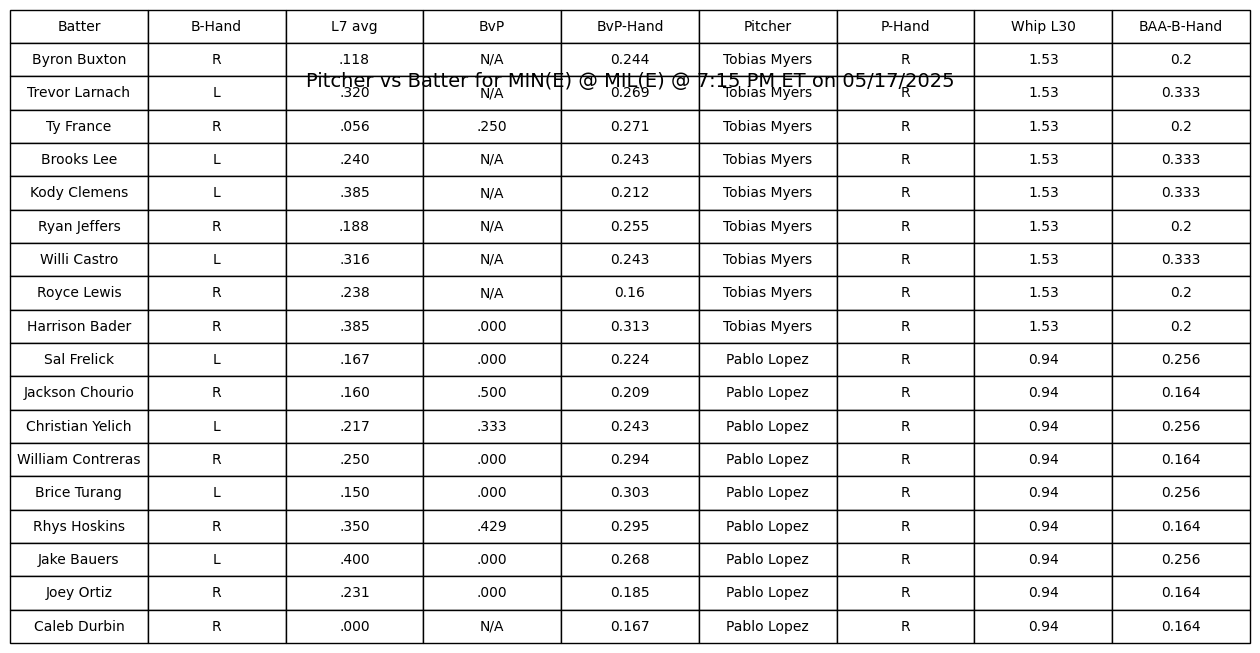 Batter B-Hand L7 avg BvP BvP-Hand Pitcher P-Hand Whip L30 BAA-B-Hand
Byron Buxton R .118 N/A 0.244 Tobias Myers R 1.53 0.2
Pitcher vs Batter for MIN(E) @ MIL(E) @ 7:15 PM ET on 05/17/2025
Trevor Larnach L .320 N/A 0.269 Tobias Myers R 1.53 0.333
Ty France R .056 .250 0.271 Tobias Myers R 1.53 0.2
Brooks Lee L .240 N/A 0.243 Tobias Myers R 1.53 0.333
Kody Clemens L .385 N/A 0.212 Tobias Myers R 1.53 0.333
Ryan Jeffers R .188 N/A 0.255 Tobias Myers R 1.53 0.2
Willi Castro L .316 N/A 0.243 Tobias Myers R 1.53 0.333
Royce Lewis R .238 N/A 0.16 Tobias Myers R 1.53 0.2
Harrison Bader R .385 .000 0.313 Tobias Myers R 1.53 0.2
Sal Frelick L .167 .000 0.224 Pablo Lopez R 0.94 0.256
Jackson Chourio R .160 .500 0.209 Pablo Lopez R 0.94 0.164
Christian Yelich L .217 .333 0.243 Pablo Lopez R 0.94 0.256
William Contreras R .250 .000 0.294 Pablo Lopez R 0.94 0.164
Brice Turang L .150 .000 0.303 Pablo Lopez R 0.94 0.256
Rhys Hoskins R .350 .429 0.295 Pablo Lopez R 0.94 0.164
Jake Bauers L .400 .000 0.268 Pablo Lopez R 0.94 0.256
Joey Ortiz R .231 .000 0.185 Pablo Lopez R 0.94 0.164
Caleb Durbin R .000 N/A 0.167 Pablo Lopez R 0.94 0.164